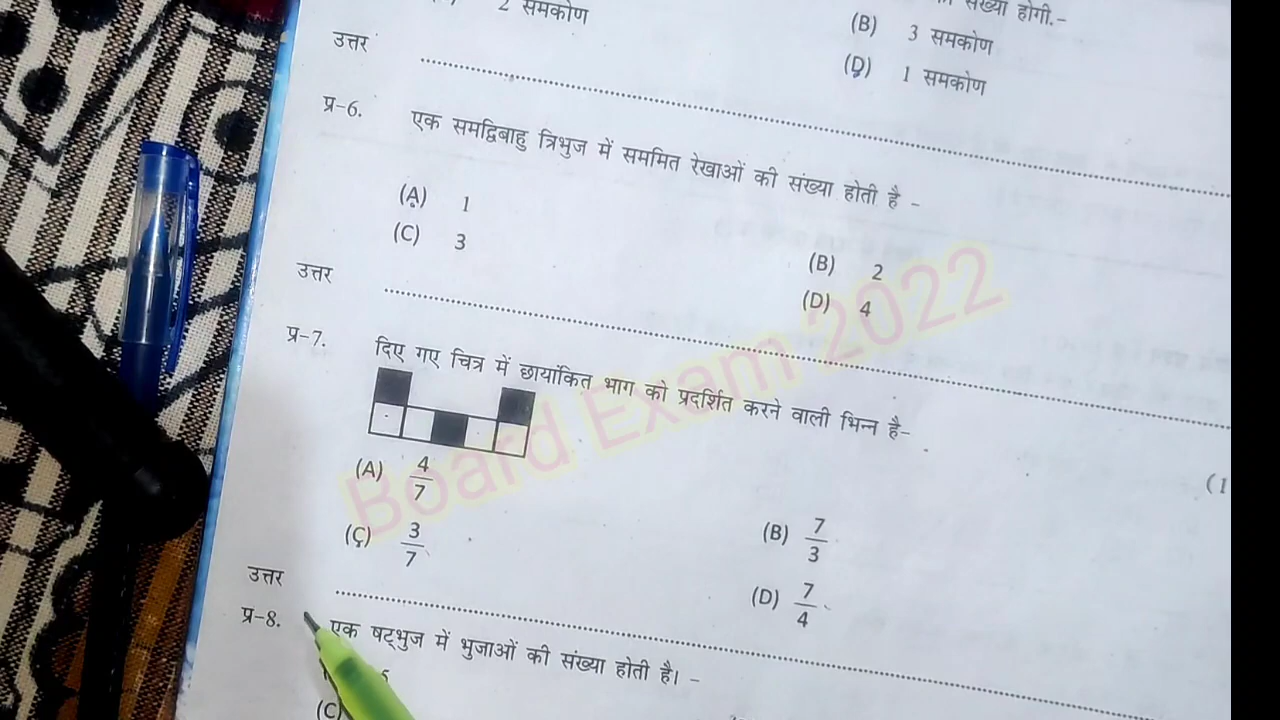 2 समकोण
संख्या होगी.-
(B) 3 समकोण
उत्तर
(D) 1 समकोण
प्र-6. एक समद्विबाहु त्रिभुज में सममित रेखाओं की संख्या होती है -
(A) 1
(B) 2
(C) 3
(D) 4
उत्तर
प्र-7. दिए गए चित्र में छायांकित भाग को प्रदर्शित करने वाली भिन्न है-
(1
(A) 4/7
(B) 7/3
(C) 3/7
(D) 7/4
उत्तर
प्र-8. एक षट्भुज में भुजाओं की संख्या होती है। -
5
(C)
Board Exam 2022